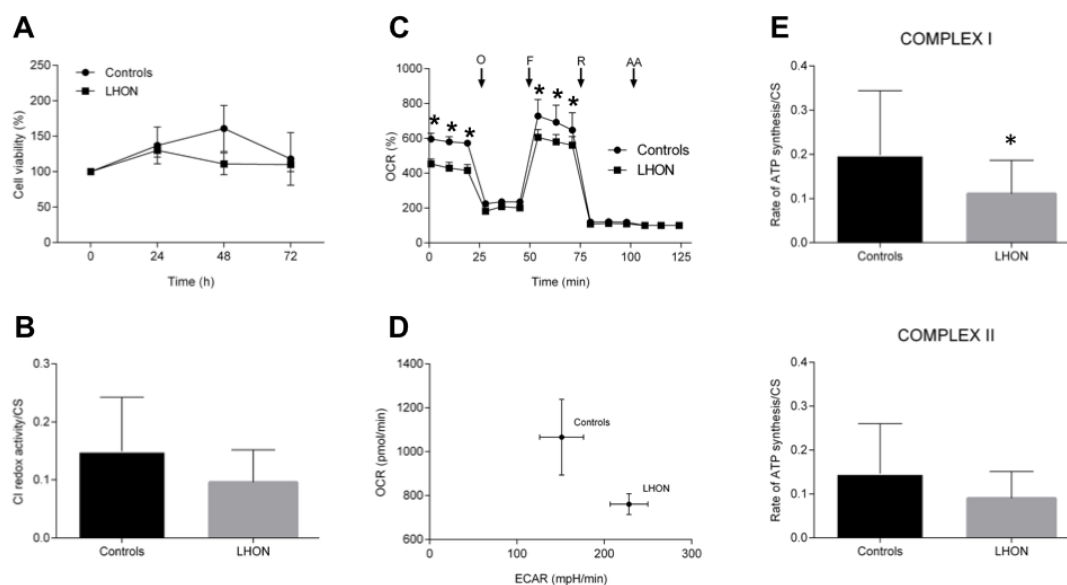 A
Controls
LHON
Cell viability (%)
250
200
150
100
50
0
0 24 48 72
Time (h)
B
CI redox activity/CS
0.3
0.2
0.1
0.0
Controls LHON
C
O F R AA
OCR (%)
1000
800
600
400
200
0
* * * * * *
Controls
LHON
0 25 50 75 100 125
Time (min)
D
OCR (pmol/min)
1400
1200
1000
800
600
Controls
LHON
0 100 200 300
ECAR (mpH/min)
E
COMPLEX I
Rate of ATP synthesis/CS
0.4
0.3
0.2
0.1
0.0
*
Controls LHON
COMPLEX II
Rate of ATP synthesis/CS
0.4
0.3
0.2
0.1
0.0
Controls LHON